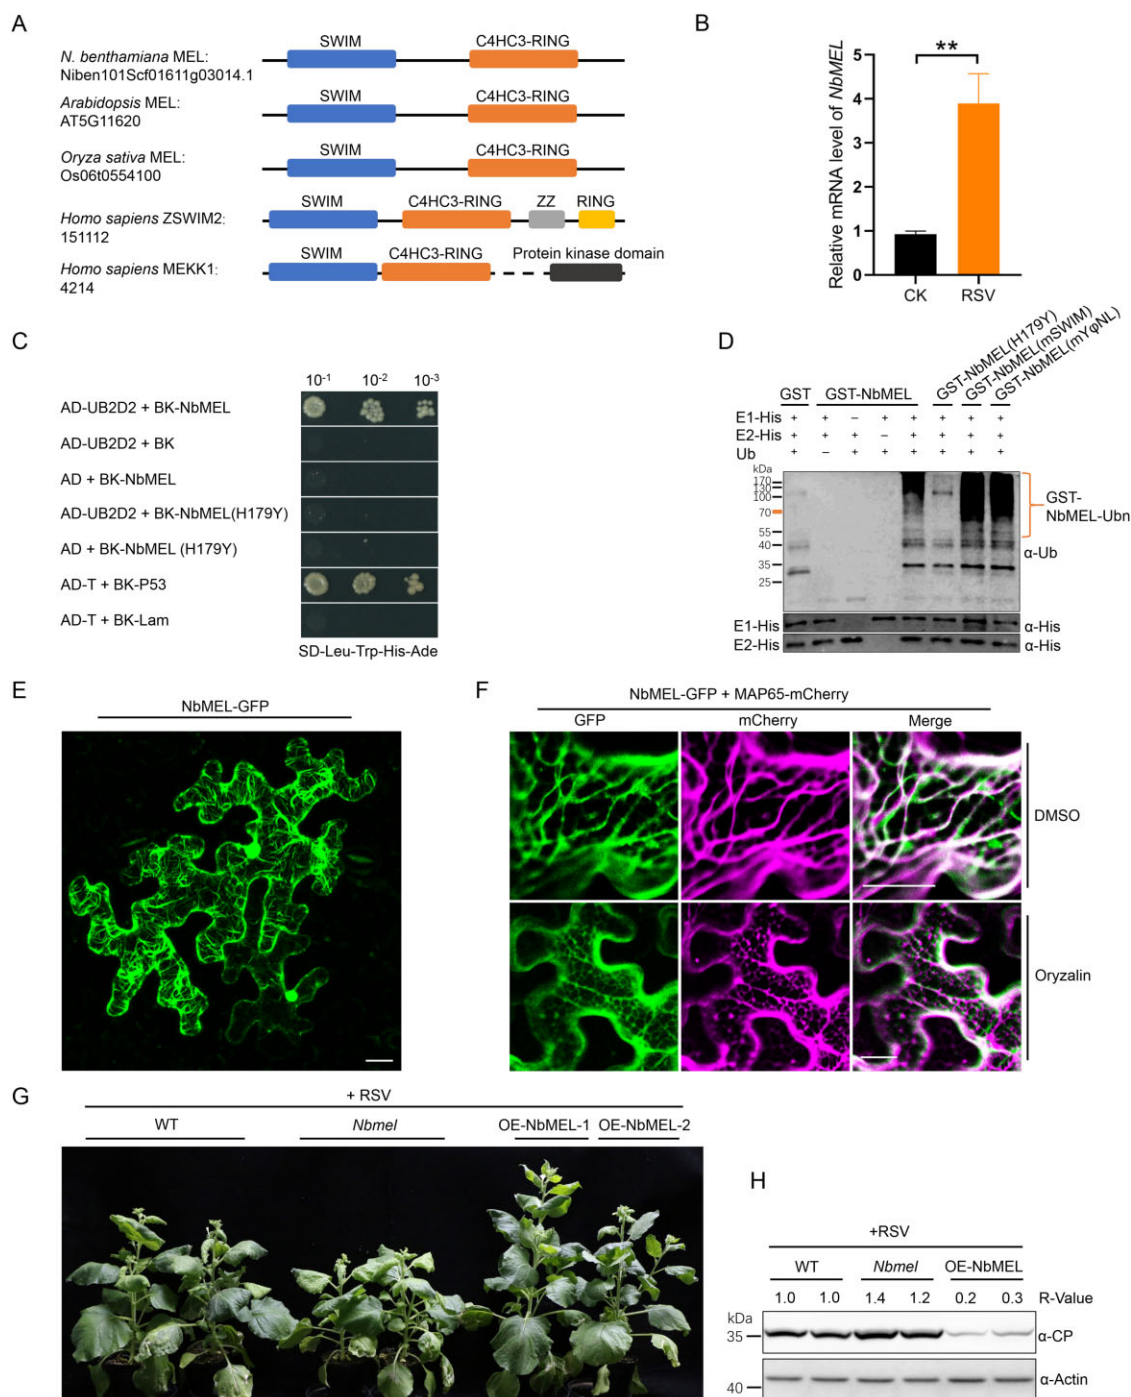 A
N. benthamiana MEL:
Niben101Scf01611g03014.1
SWIM
C4HC3-RING
Arabidopsis MEL:
AT5G11620
SWIM
C4HC3-RING
Oryza sativa MEL:
Os06t0554100
SWIM
C4HC3-RING
Homo sapiens ZSWIM2:
151112
SWIM
C4HC3-RING
ZZ
RING
Homo sapiens MEKK1:
4214
SWIM
C4HC3-RING
Protein kinase domain
B
Relative mRNA level of NbMEL
5
4
3
2
1
0
**
CK
RSV
C
10-1 10-2 10-3
AD-UB2D2 + BK-NbMEL
AD-UB2D2 + BK
AD + BK-NbMEL
AD-UB2D2 + BK-NbMEL(H179Y)
AD + BK-NbMEL (H179Y)
AD-T + BK-P53
AD-T + BK-Lam
SD-Leu-Trp-His-Ade
D
GST
GST-NbMEL
GST-NbMEL(H179Y)
GST-NbMEL(mSWIM)
GST-NbMEL(mYφNL)
E1-His + + − + + + + +
E2-His + + + − + + + +
Ub + − + + + + + +
kDa
170
130
100
70
55
40
35
25
GST-
NbMEL-Ubn
α-Ub
E1-His
α-His
E2-His
α-His
E
NbMEL-GFP
F
NbMEL-GFP + MAP65-mCherry
GFP
mCherry
Merge
DMSO
Oryzalin
G
+ RSV
WT
Nbmel
OE-NbMEL-1
OE-NbMEL-2
H
+RSV
WT
Nbmel
OE-NbMEL
1.0 1.0 1.4 1.2 0.2 0.3 R-Value
kDa
35
α-CP
40
α-Actin